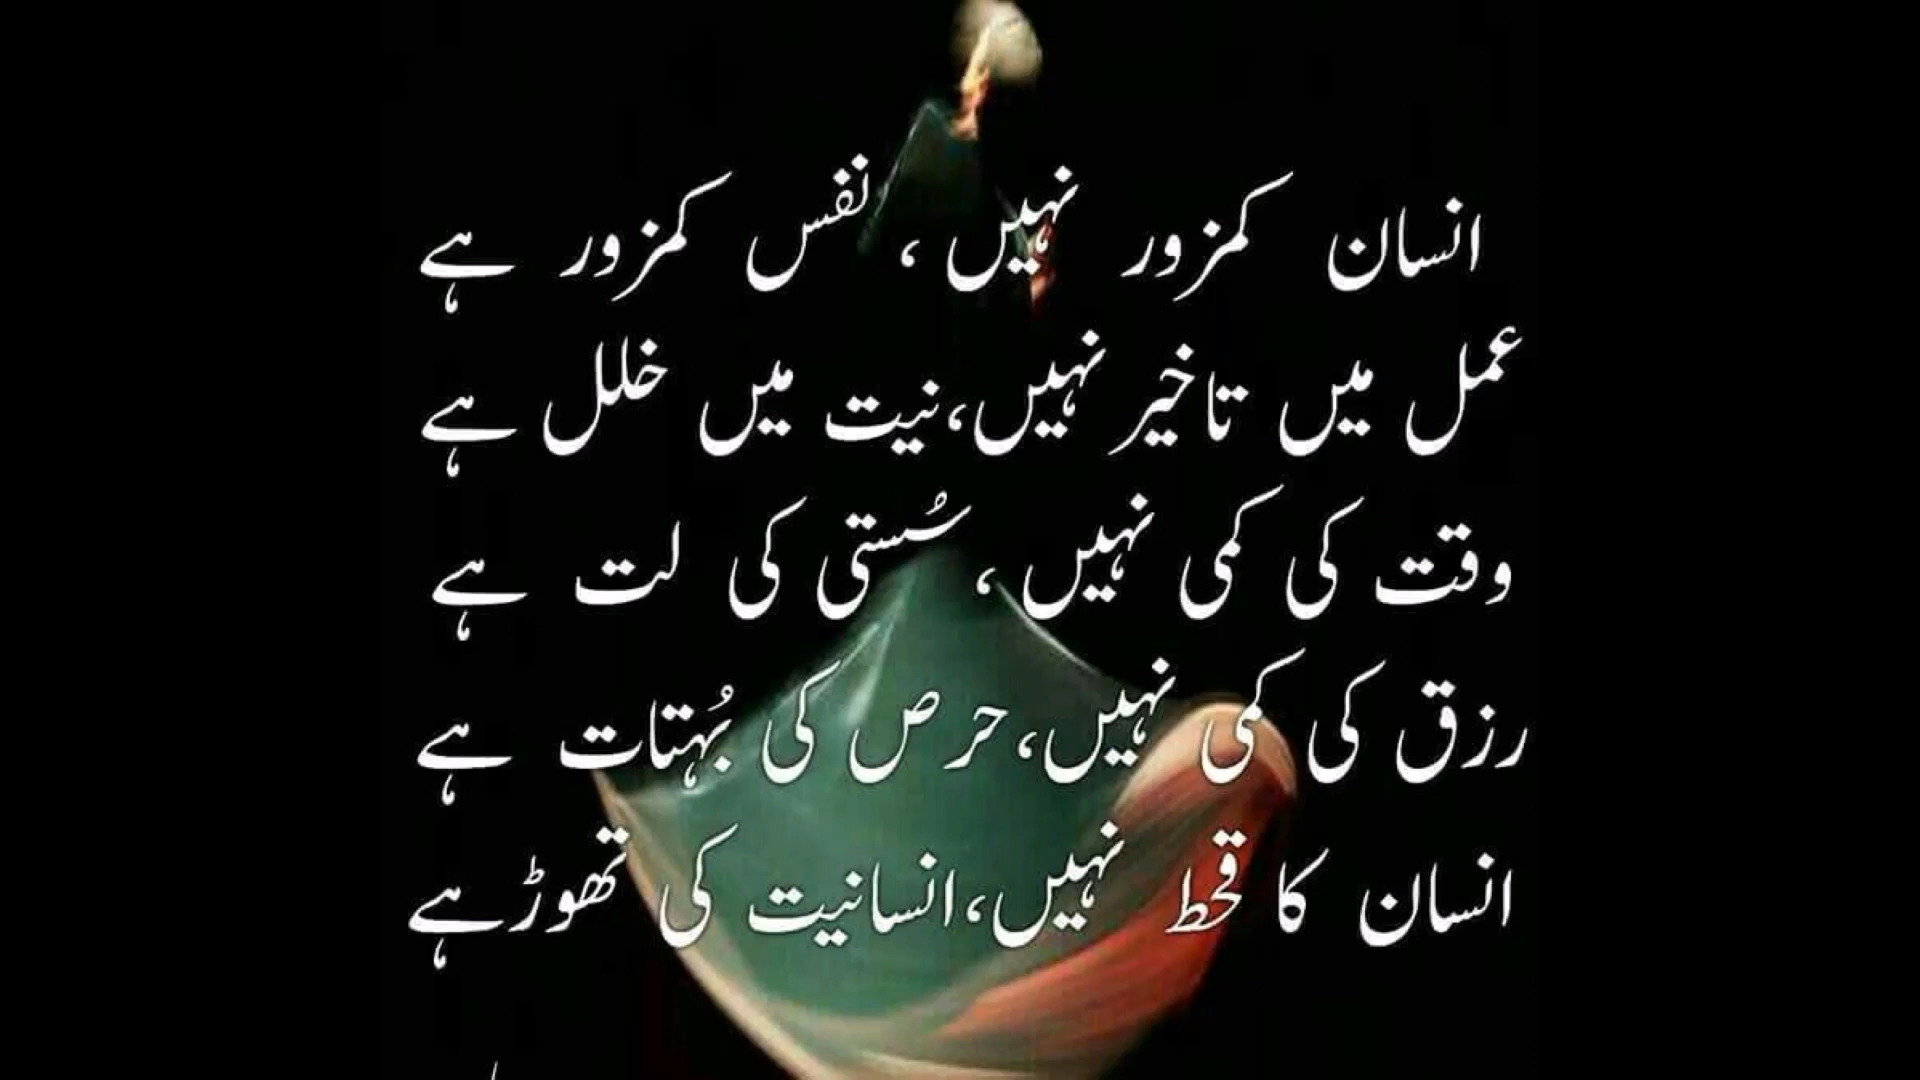 انسان کمزور نہیں ، نفس کمزور ہے
عمل میں تاخیر نہیں،نیت میں خلل ہے
وقت کی کمی نہیں ، سُستی کی لت ہے
رزق کی کمی نہیں،حرص کی بُہتات ہے
انسان کا قحط نہیں،انسانیت کی تھوڑ ہے